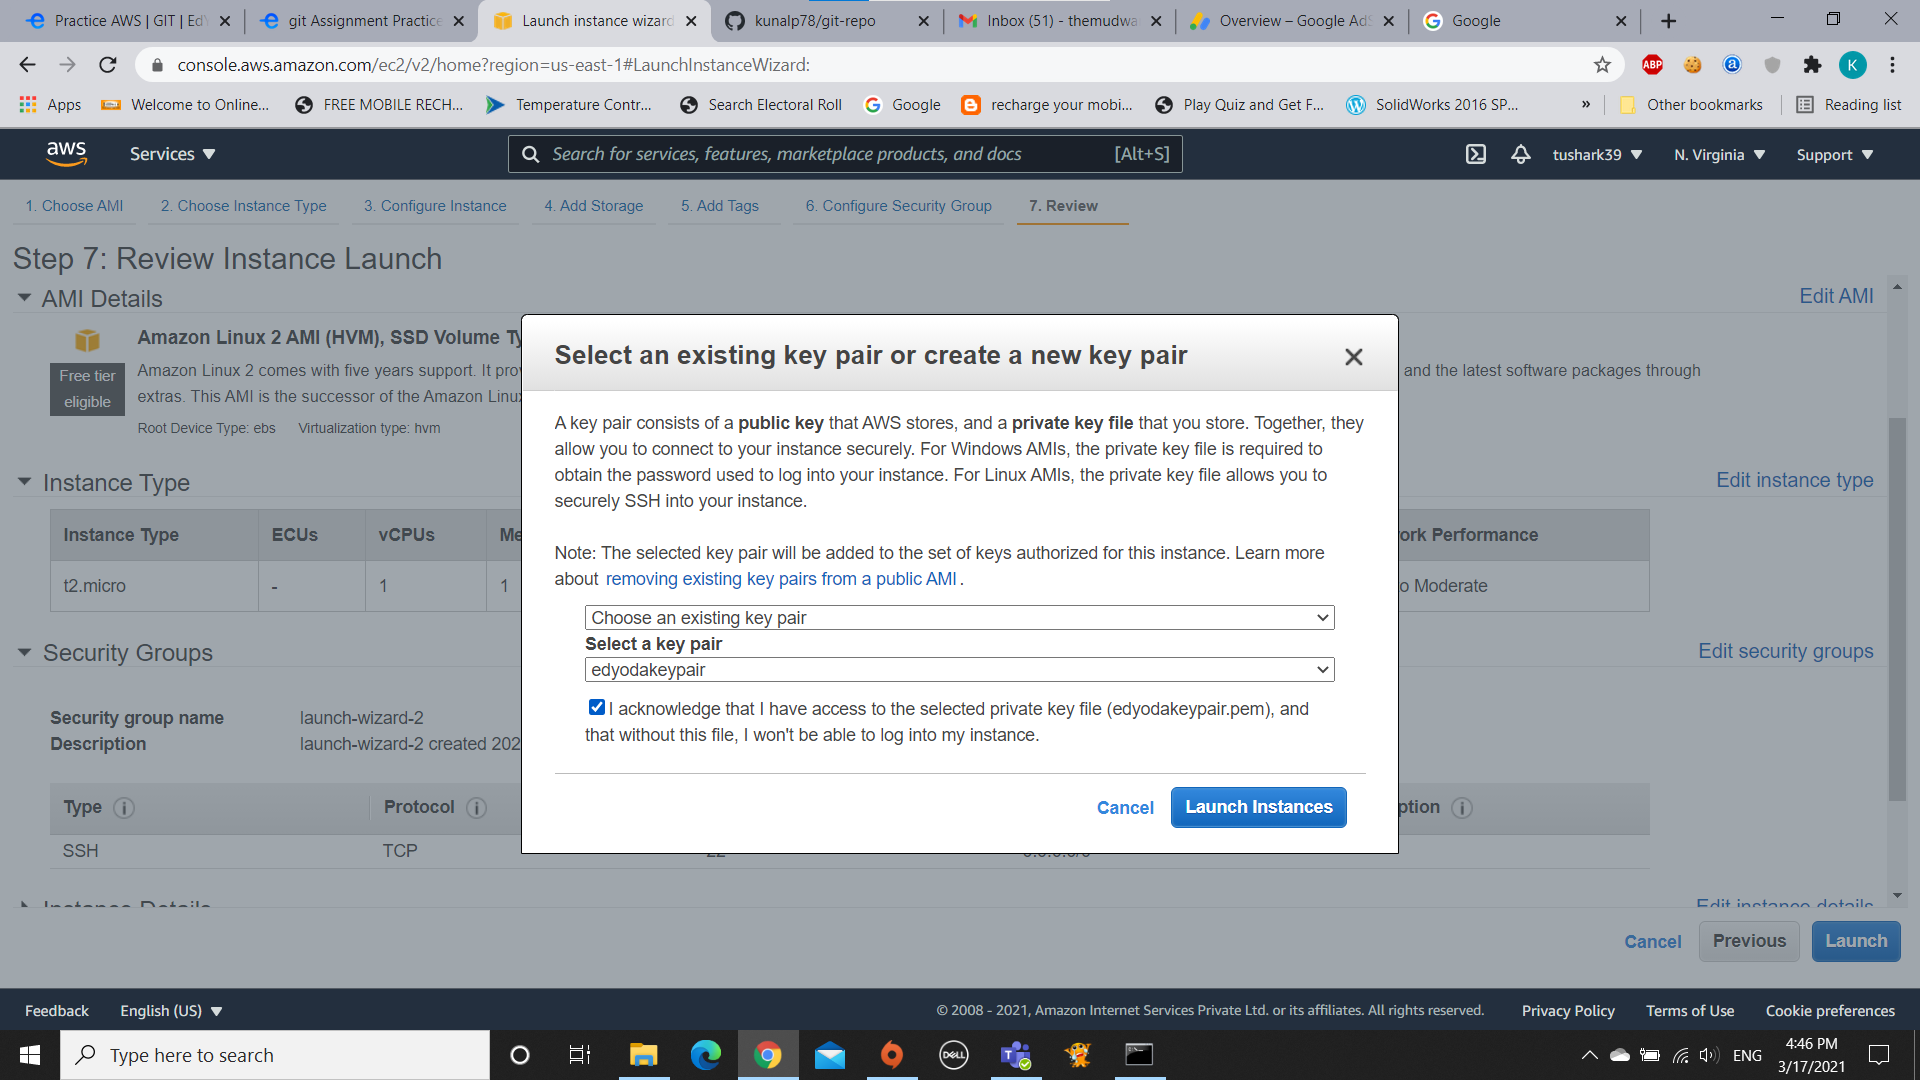 Practice AWS | GIT | Ed
git Assignment Practice
Launch instance wizard
kunalp78/git-repo
Inbox (51) - themudwa
Overview – Google AdS
Google
console.aws.amazon.com/ec2/v2/home?region=us-east-1#LaunchInstanceWizard:
ABP
K
Apps
Welcome to Online...
FREE MOBILE RECH...
Temperature Contr...
Search Electoral Roll
Google
recharge your mobi...
Play Quiz and Get F...
SolidWorks 2016 SP...
»
Other bookmarks
Reading list
aws
Services
Search for services, features, marketplace products, and docs
[Alt+S]
tushark39
N. Virginia
Support
1. Choose AMI
2. Choose Instance Type
3. Configure Instance
4. Add Storage
5. Add Tags
6. Configure Security Group
7. Review
Step 7: Review Instance Launch
AMI Details
Edit AMI
Amazon Linux 2 AMI (HVM), SSD Volume Ty
Free tier
eligible
Amazon Linux 2 comes with five years support. It pro
and the latest software packages through
extras. This AMI is the successor of the Amazon Linu
Root Device Type: ebs
Virtualization type: hvm
Instance Type
Edit instance type
Instance Type
ECUs
vCPUs
Me
ork Performance
t2.micro
-
1
1
o Moderate
Security Groups
Edit security groups
Security group name
launch-wizard-2
Description
launch-wizard-2 created 202
Type
Protocol
ption
SSH
TCP
Select an existing key pair or create a new key pair
A key pair consists of a public key that AWS stores, and a private key file that you store. Together, they
allow you to connect to your instance securely. For Windows AMIs, the private key file is required to
obtain the password used to log into your instance. For Linux AMIs, the private key file allows you to
securely SSH into your instance.
Note: The selected key pair will be added to the set of keys authorized for this instance. Learn more
about removing existing key pairs from a public AMI.
Choose an existing key pair
Select a key pair
edyodakeypair
I acknowledge that I have access to the selected private key file (edyodakeypair.pem), and
that without this file, I won't be able to log into my instance.
Cancel
Launch Instances
Instance Details
Edit instance details
Cancel
Previous
Launch
Feedback
English (US)
© 2008 - 2021, Amazon Internet Services Private Ltd. or its affiliates. All rights reserved.
Privacy Policy
Terms of Use
Cookie preferences
Type here to search
DELL
ENG
4:46 PM
3/17/2021